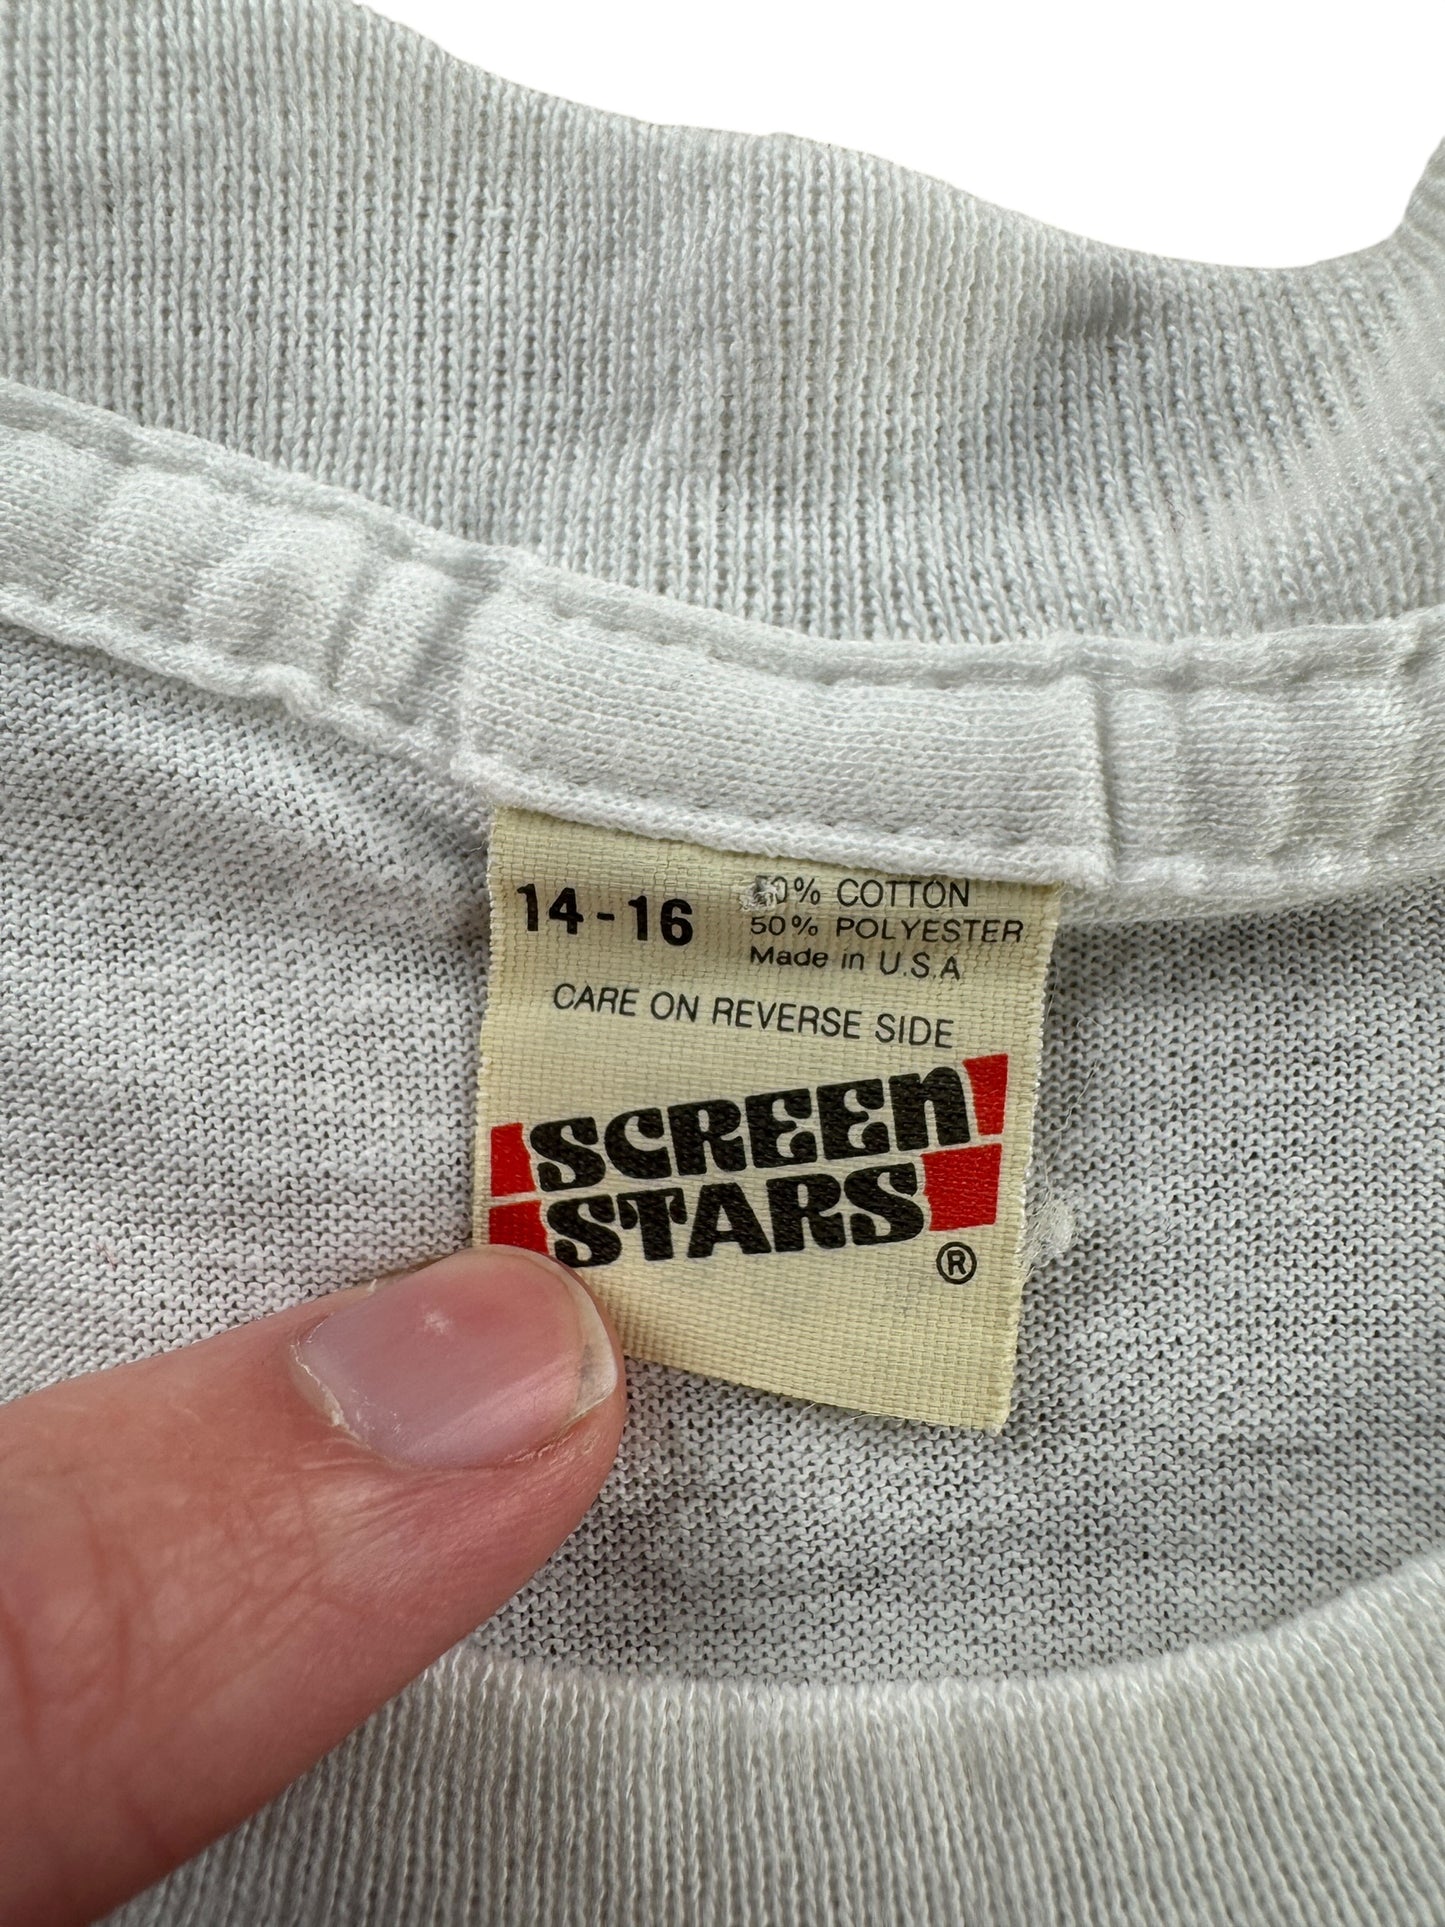 14-16
50% COTTON
50% POLYESTER
Made in U.S.A
CARE ON REVERSE SIDE
SCREEn
STARS
®